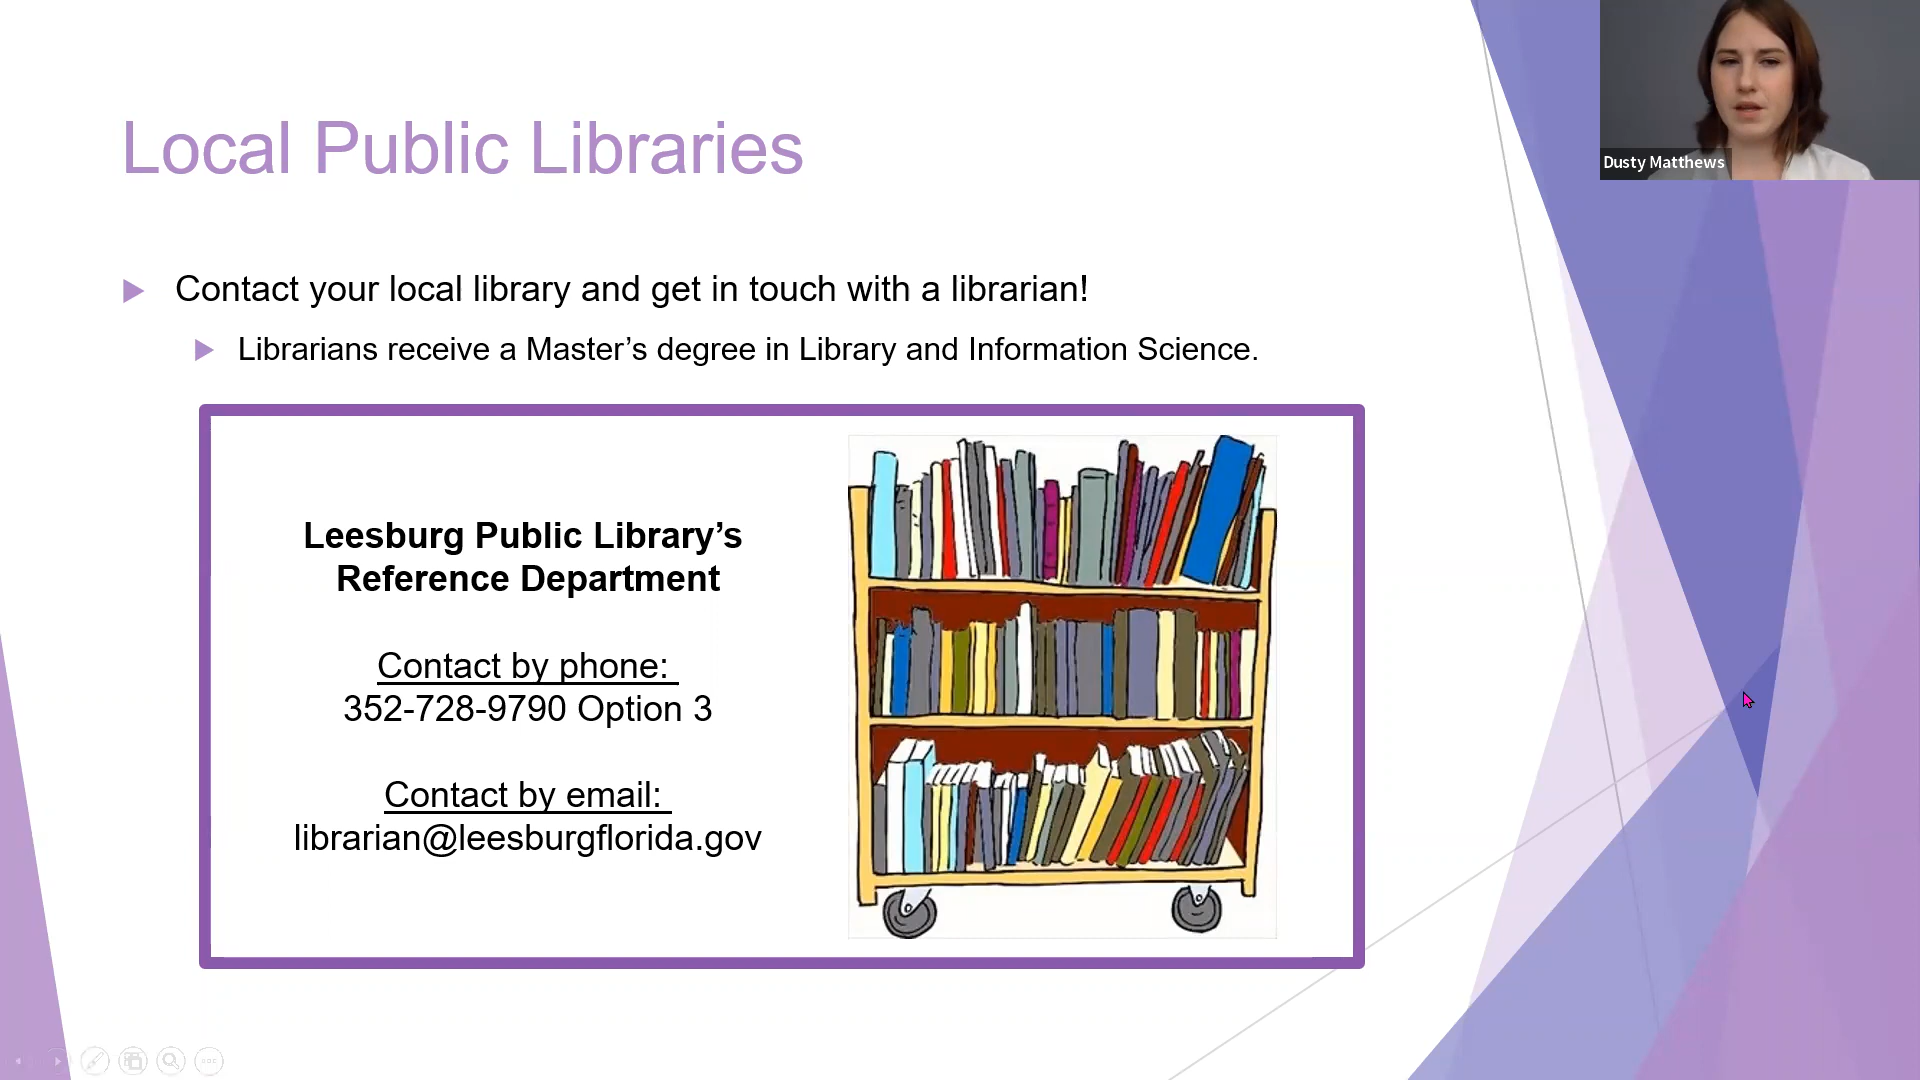 Local Public Libraries
Dusty Matthews
Contact your local library and get in touch with a librarian!
Librarians receive a Master’s degree in Library and Information Science.
Leesburg Public Library’s
Reference Department
Contact by phone:
352-728-9790 Option 3
Contact by email:
librarian@leesburgflorida.gov